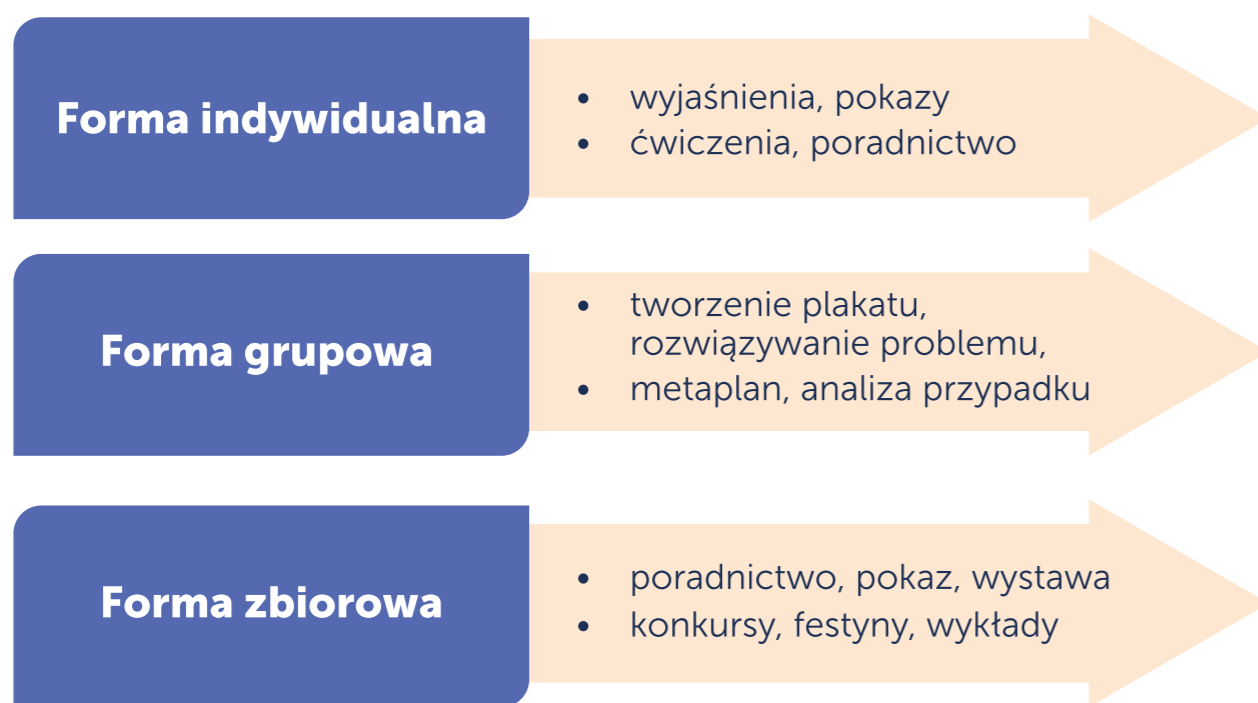 Forma indywidualna
• wyjaśnienia, pokazy
• ćwiczenia, poradnictwo
Forma grupowa
• tworzenie plakatu,
rozwiązywanie problemu,
• metaplan, analiza przypadku
Forma zbiorowa
• poradnictwo, pokaz, wystawa
• konkursy, festyny, wykłady